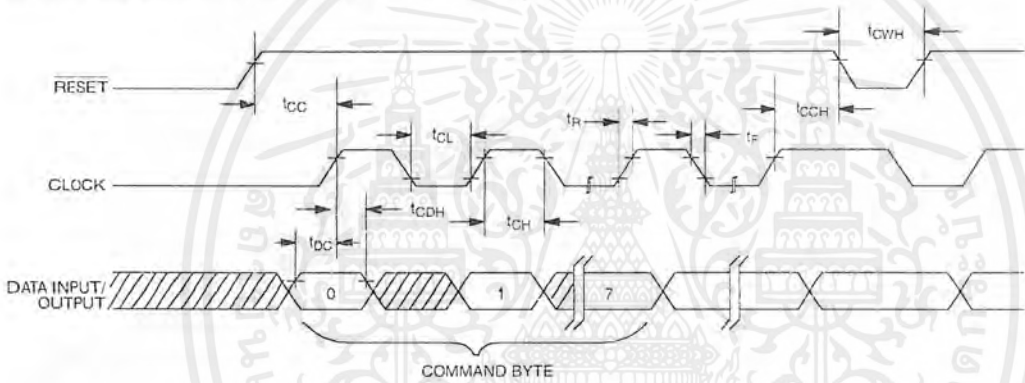 tCWH
RESET
tCC
tCCH
tCL
tR
tF
CLOCK
tCDH
tCH
tDC
DATA INPUT/
OUTPUT
0
1
7
COMMAND BYTE